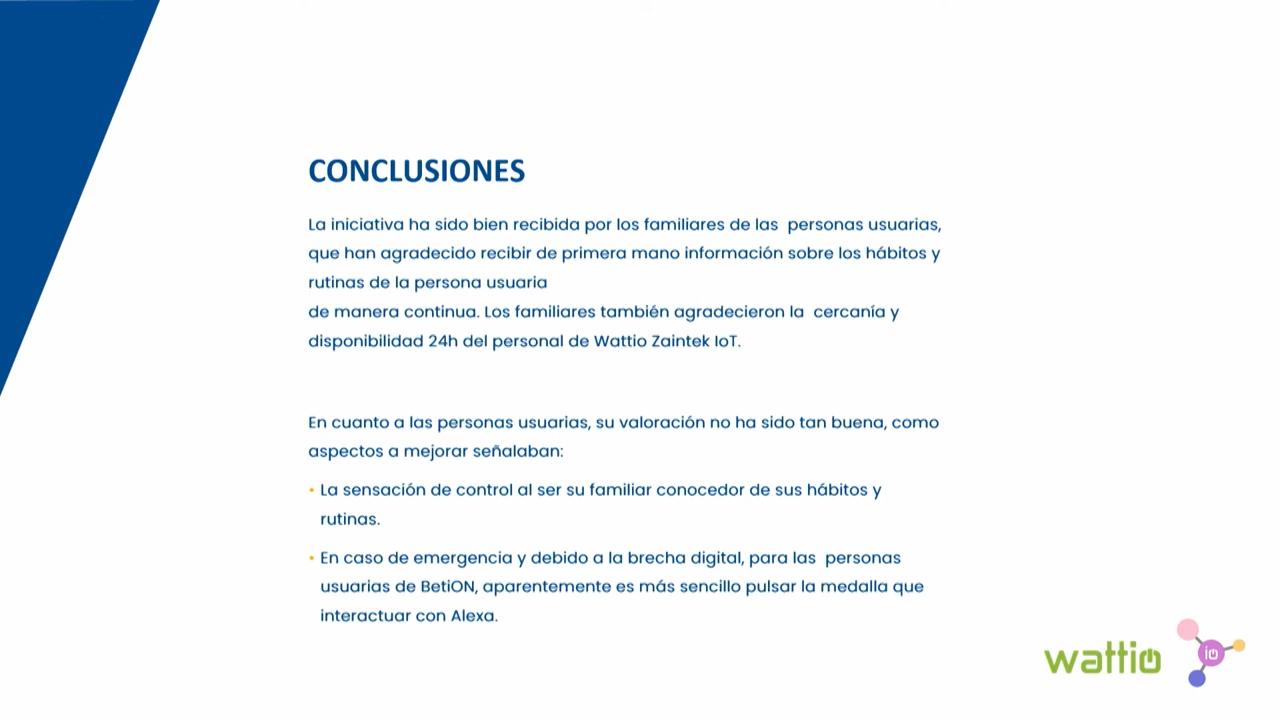 CONCLUSIONES
La iniciativa ha sido bien recibida por los familiares de las personas usuarias,
que han agradecido recibir de primera mano información sobre los hábitos y
rutinas de la persona usuaria
de manera continua. Los familiares también agradecieron la cercanía y
disponibilidad 24h del personal de Wattio Zaintek IoT.
En cuanto a las personas usuarias, su valoración no ha sido tan buena, como
aspectos a mejorar señalaban:
• La sensación de control al ser su familiar conocedor de sus hábitos y
rutinas.
• En caso de emergencia y debido a la brecha digital, para las personas
usuarias de BetiON, aparentemente es más sencillo pulsar la medalla que
interactuar con Alexa.
wattio
io